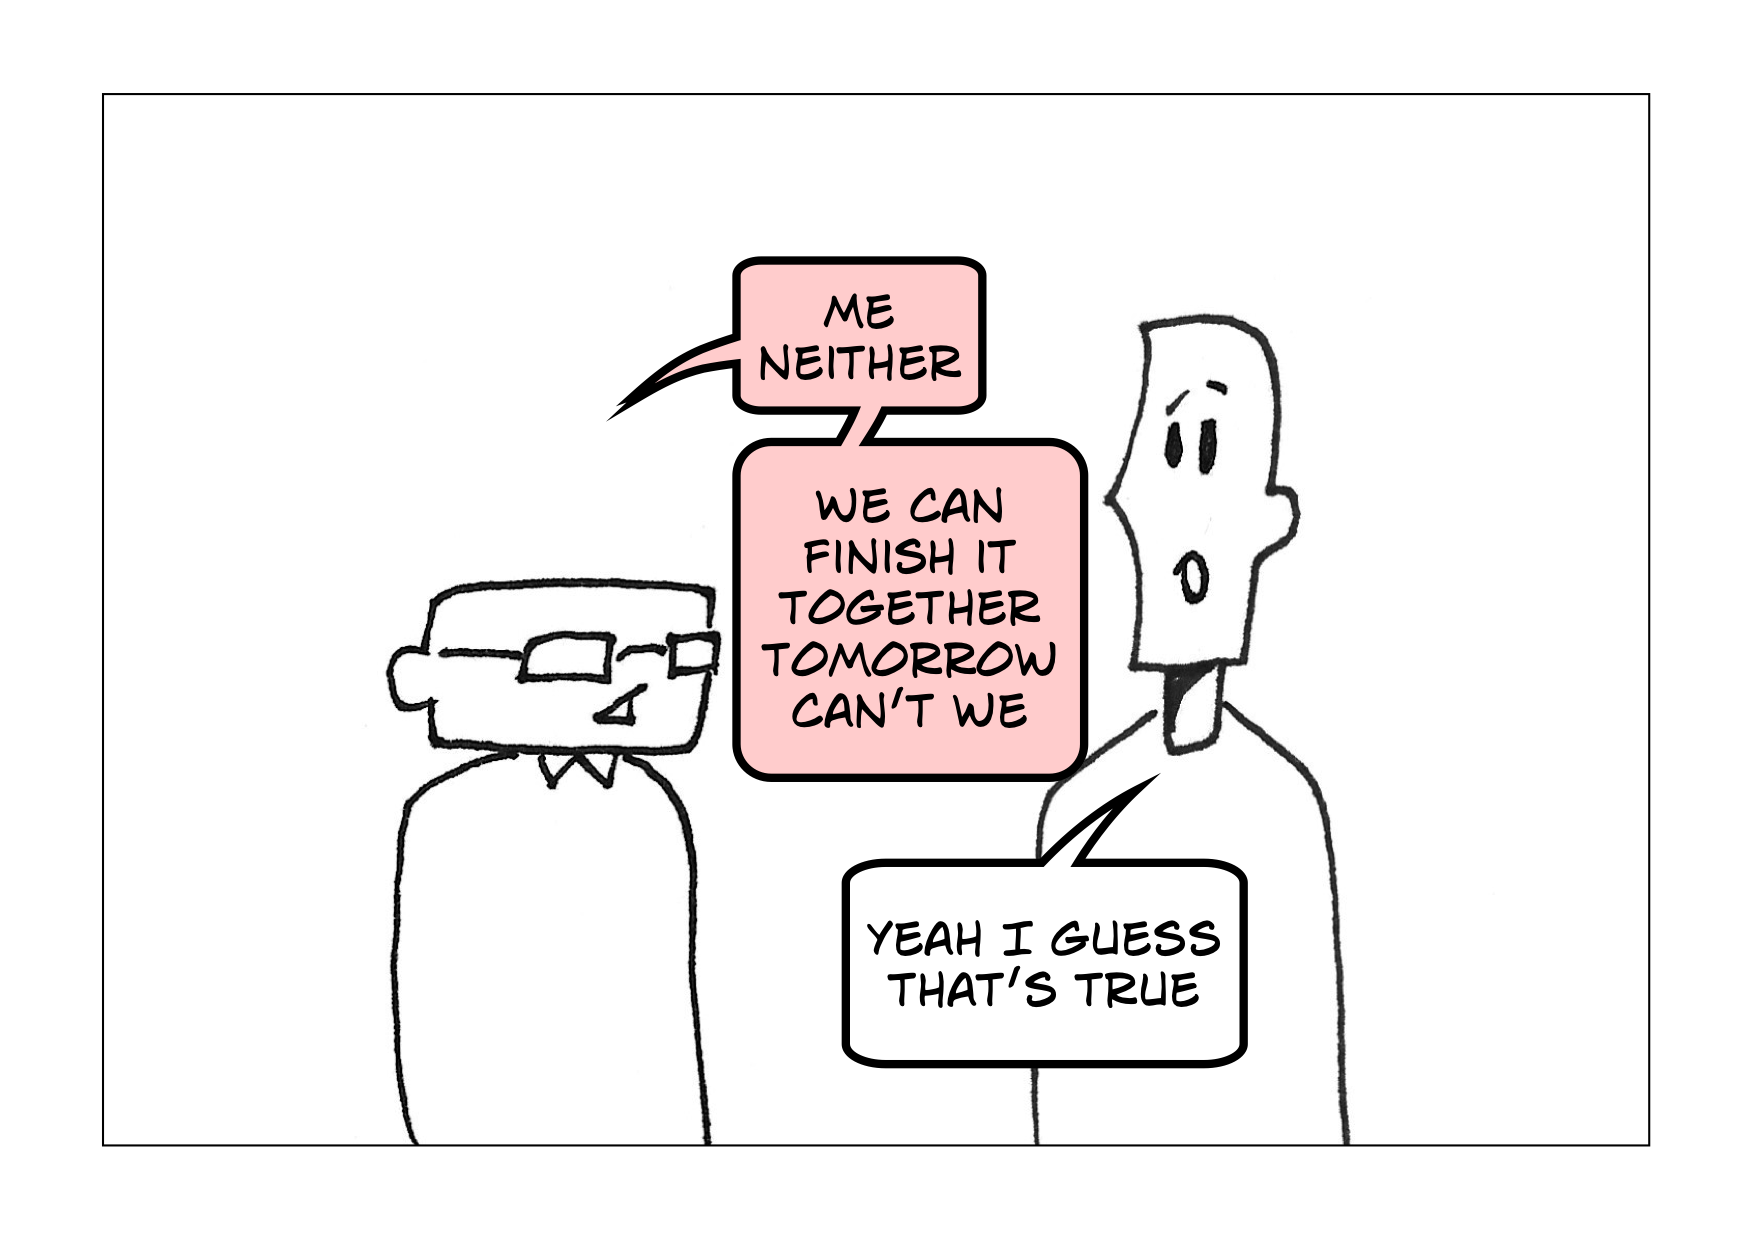 ME
NEITHER
WE CAN
FINISH IT
TOGETHER
TOMORROW
CAN'T WE
YEAH I GUESS
THAT'S TRUE